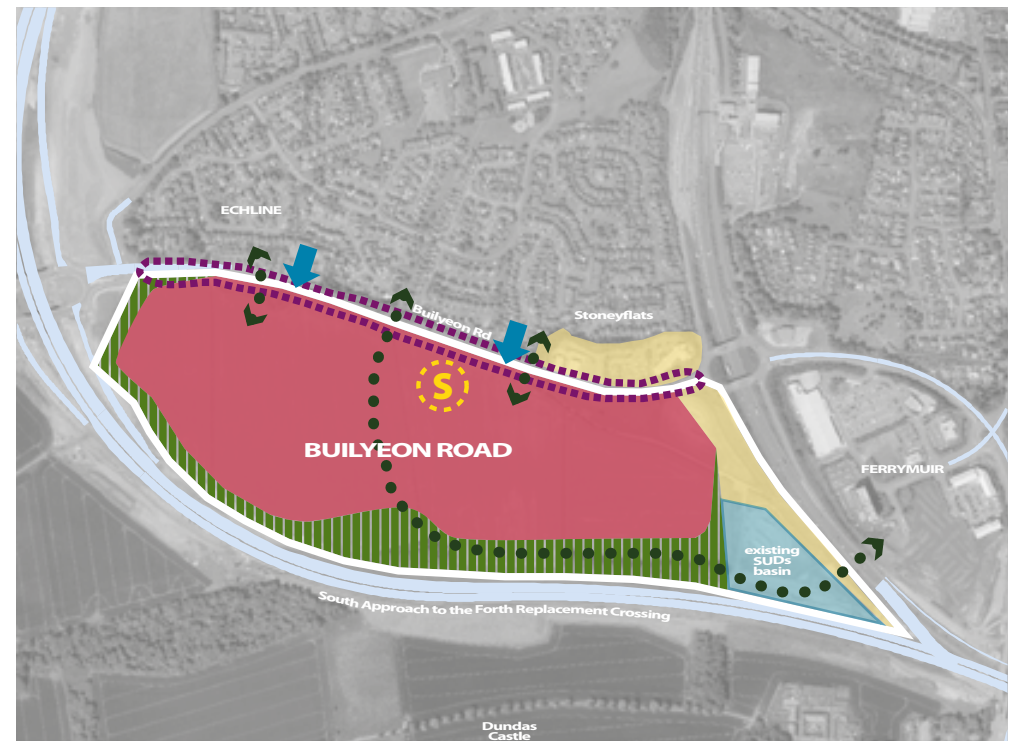 ECHLINE
Builyeon Rd
Stoneyflats
S
BUILYEON ROAD
FERRYMUIR
existing
SUDs
basin
South Approach to the Forth Replacement Crossing
Dundas
Castle